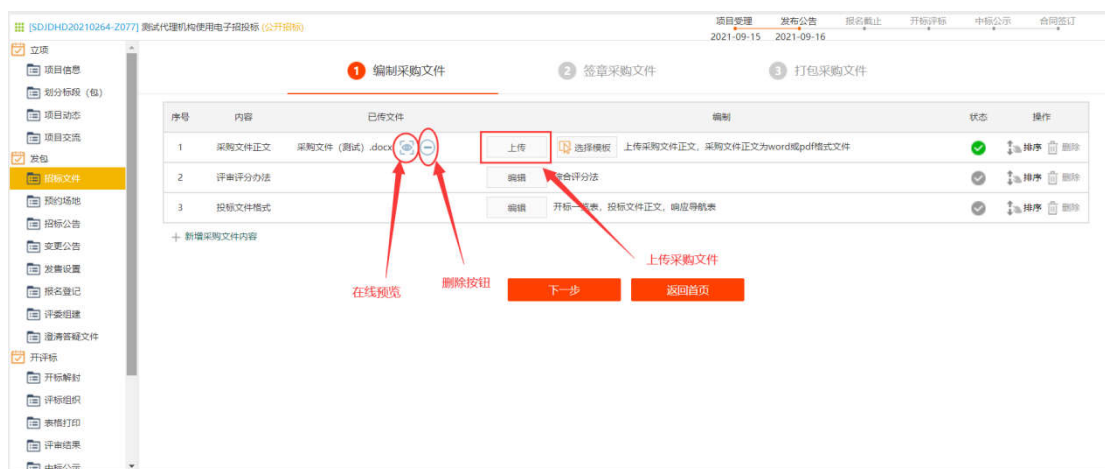 [SDJDHD20210264-Z077] 测试代理机构使用电子招投标 (公开招标)
项目受理 发布公告 报名截止 开标评标 中标公示 合同签订
2021-09-15 2021-09-16
立项
项目信息
划分标段（包）
项目动态
项目交流
发包
招标文件
预约场地
招标公告
变更公告
发售设置
报名登记
评委组建
澄清答疑文件
开评标
开标解封
评标组织
表格打印
评审结果
中标公示
1 编制采购文件 2 签章采购文件 3 打包采购文件
序号 内容 已传文件 编制 状态 操作
1 采购文件正文 采购文件（测试）.docx 上传 选择模板 上传采购文件正文，采购文件正文为word或pdf格式文件 排序 删除
2 评审评分办法 编辑 综合评分法 排序 删除
3 投标文件格式 编辑 开标一览表，投标文件正文，响应导航表 排序 删除
+ 新增采购文件内容
上传采购文件
在线预览
删除按钮
下一步 返回首页